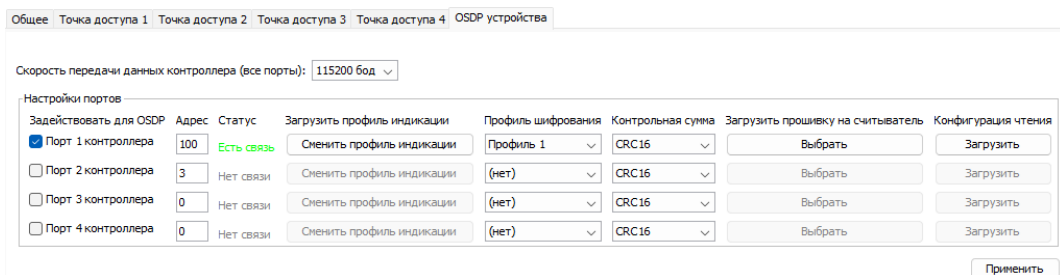 Общее Точка доступа 1 Точка доступа 2 Точка доступа 3 Точка доступа 4 OSDP устройства
Скорость передачи данных контроллера (все порты): 115200 бод
Настройки портов
Задействовать для OSDP Адрес Статус Загрузить профиль индикации Профиль шифрования Контрольная сумма Загрузить прошивку на считыватель Конфигурация чтения
Порт 1 контроллера 100 Есть связь Сменить профиль индикации Профиль 1 CRC16 Выбрать Загрузить
Порт 2 контроллера 3 Нет связи Сменить профиль индикации (нет) CRC16 Выбрать Загрузить
Порт 3 контроллера 0 Нет связи Сменить профиль индикации (нет) CRC16 Выбрать Загрузить
Порт 4 контроллера 0 Нет связи Сменить профиль индикации (нет) CRC16 Выбрать Загрузить
Применить